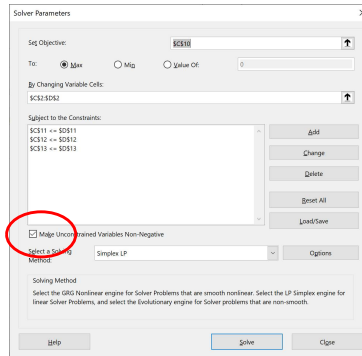 Solver Parameters
Set Objective: $C$10
To: Max Min Value Of: 0
By Changing Variable Cells:
$C$2:$D$2
Subject to the Constraints:
$C$11 <= $D$11
$C$12 <= $D$12
$C$13 <= $D$13
Add
Change
Delete
Reset All
Load/Save
Make Unconstrained Variables Non-Negative
Select a Solving Method: Simplex LP Options
Solving Method
Select the GRG Nonlinear engine for Solver Problems that are smooth nonlinear. Select the LP Simplex engine for
linear Solver Problems, and select the Evolutionary engine for Solver problems that are non-smooth.
Help Solve Close